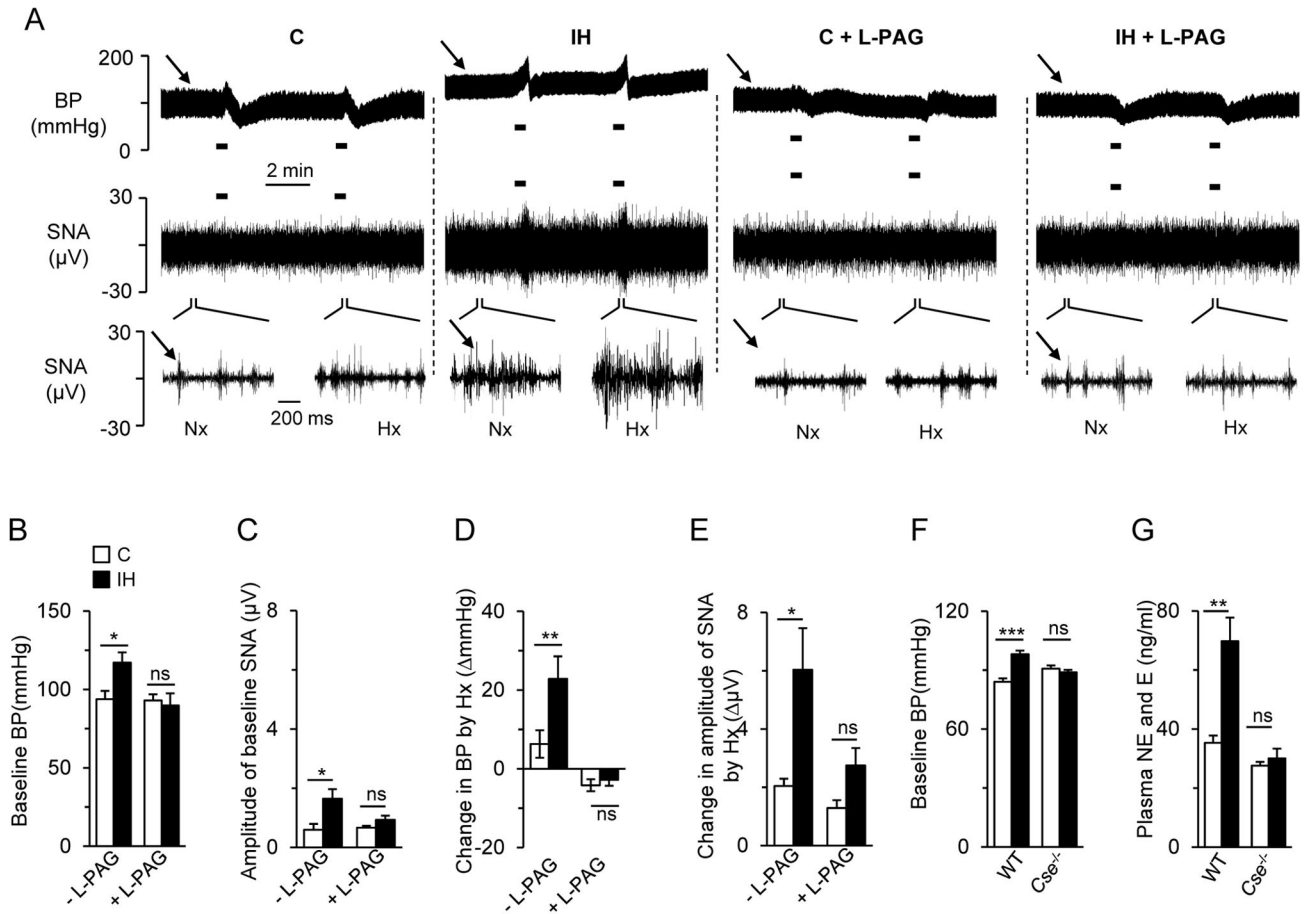 A
C
IH
C + L-PAG
IH + L-PAG
200
BP
(mmHg)
0
2 min
30
SNA
(µV)
-30
30
SNA
(µV)
-30
200 ms
Nx
Hx
Nx
Hx
Nx
Hx
Nx
Hx
B
C
IH
Baseline BP(mmHg)
150
100
50
0
*
ns
- L-PAG
+ L-PAG
C
Amplitude of baseline SNA (µV)
8
4
0
*
ns
- L-PAG
+ L-PAG
D
Change in BP by Hx (ΔmmHg)
40
20
0
-20
**
ns
- L-PAG
+ L-PAG
E
Change in amplitude of SNA
by Hx (ΔµV)
8
4
0
*
ns
- L-PAG
+ L-PAG
F
Baseline BP(mmHg)
120
60
0
***
ns
WT
Cse-/-
G
Plasma NE and E (ng/ml)
80
40
0
**
ns
WT
Cse-/-